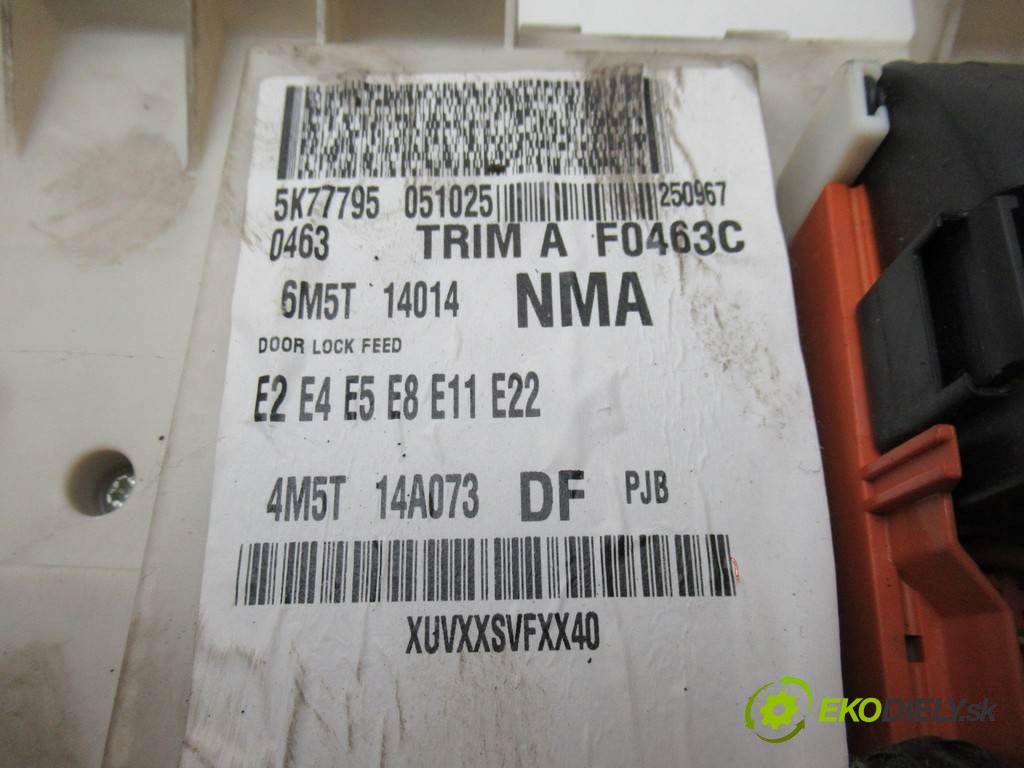 5K77795 051025 250967
0463 TRIM A F0463C
6M5T 14014 NMA
DOOR LOCK FEED
E2 E4 E5 E8 E11 E22
4M5T 14A073 DF PJB
XUVXXSVFXX40
EKODIELY.sk